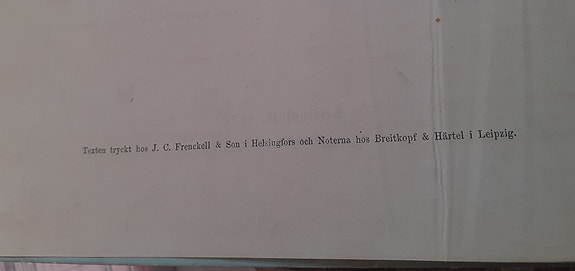 Texten tryckt hos J. C. Frenckell & Son i Helsingfors och Noterna hos Breitkopf & Härtel i Leipzig.